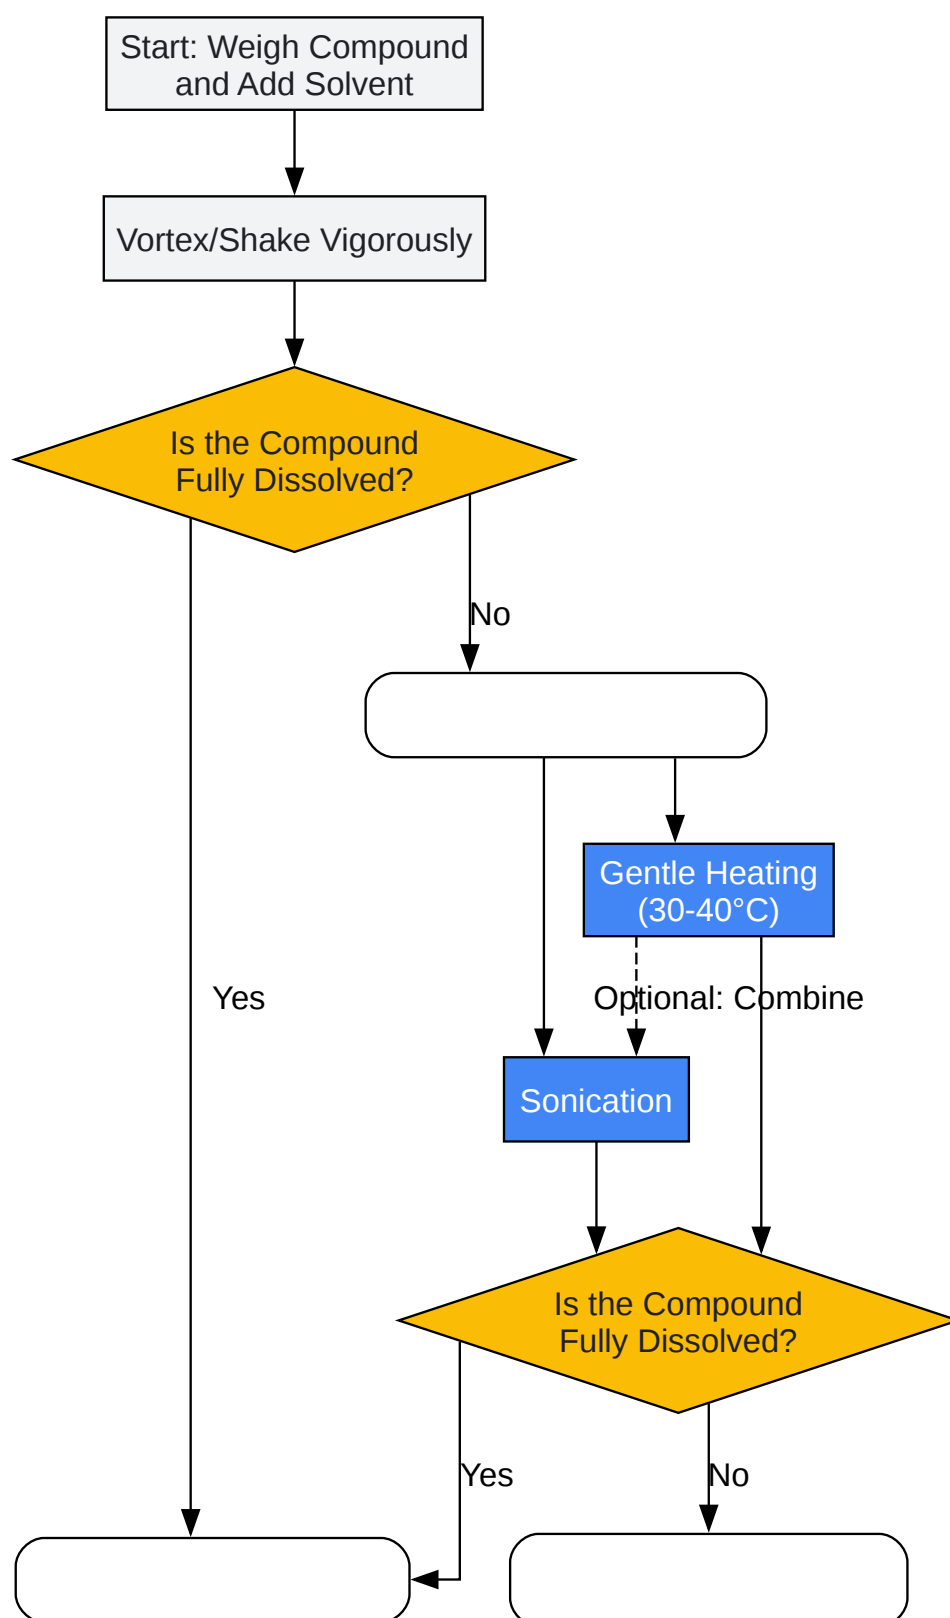 Start: Weigh Compound
and Add Solvent
Vortex/Shake Vigorously
Is the Compound
Fully Dissolved?
No
Gentle Heating
(30-40°C)
Yes
Optional: Combine
Sonication
Is the Compound
Fully Dissolved?
Yes
No